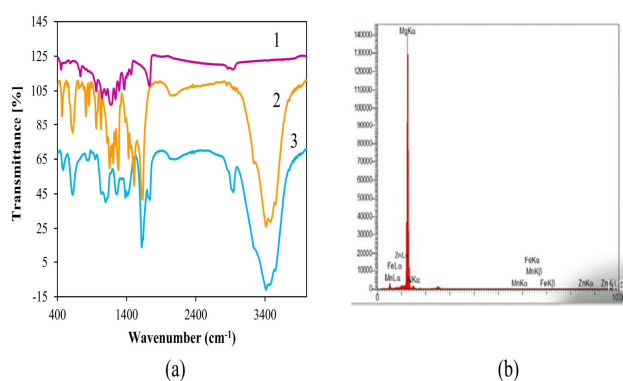 145
125
105
85
65
45
25
5
-15
Transmittance [%]
1
2
3
400 1400 2400 3400
Wavenumber (cm-1)
(a)
MgKα
140000
130000
120000
110000
100000
90000
80000
70000
60000
50000
40000
30000
20000
10000
0
ZnLα
FeLα
MnLα
FeKα
MnKβ
MnKα FeKβ ZnKα
0
(b)